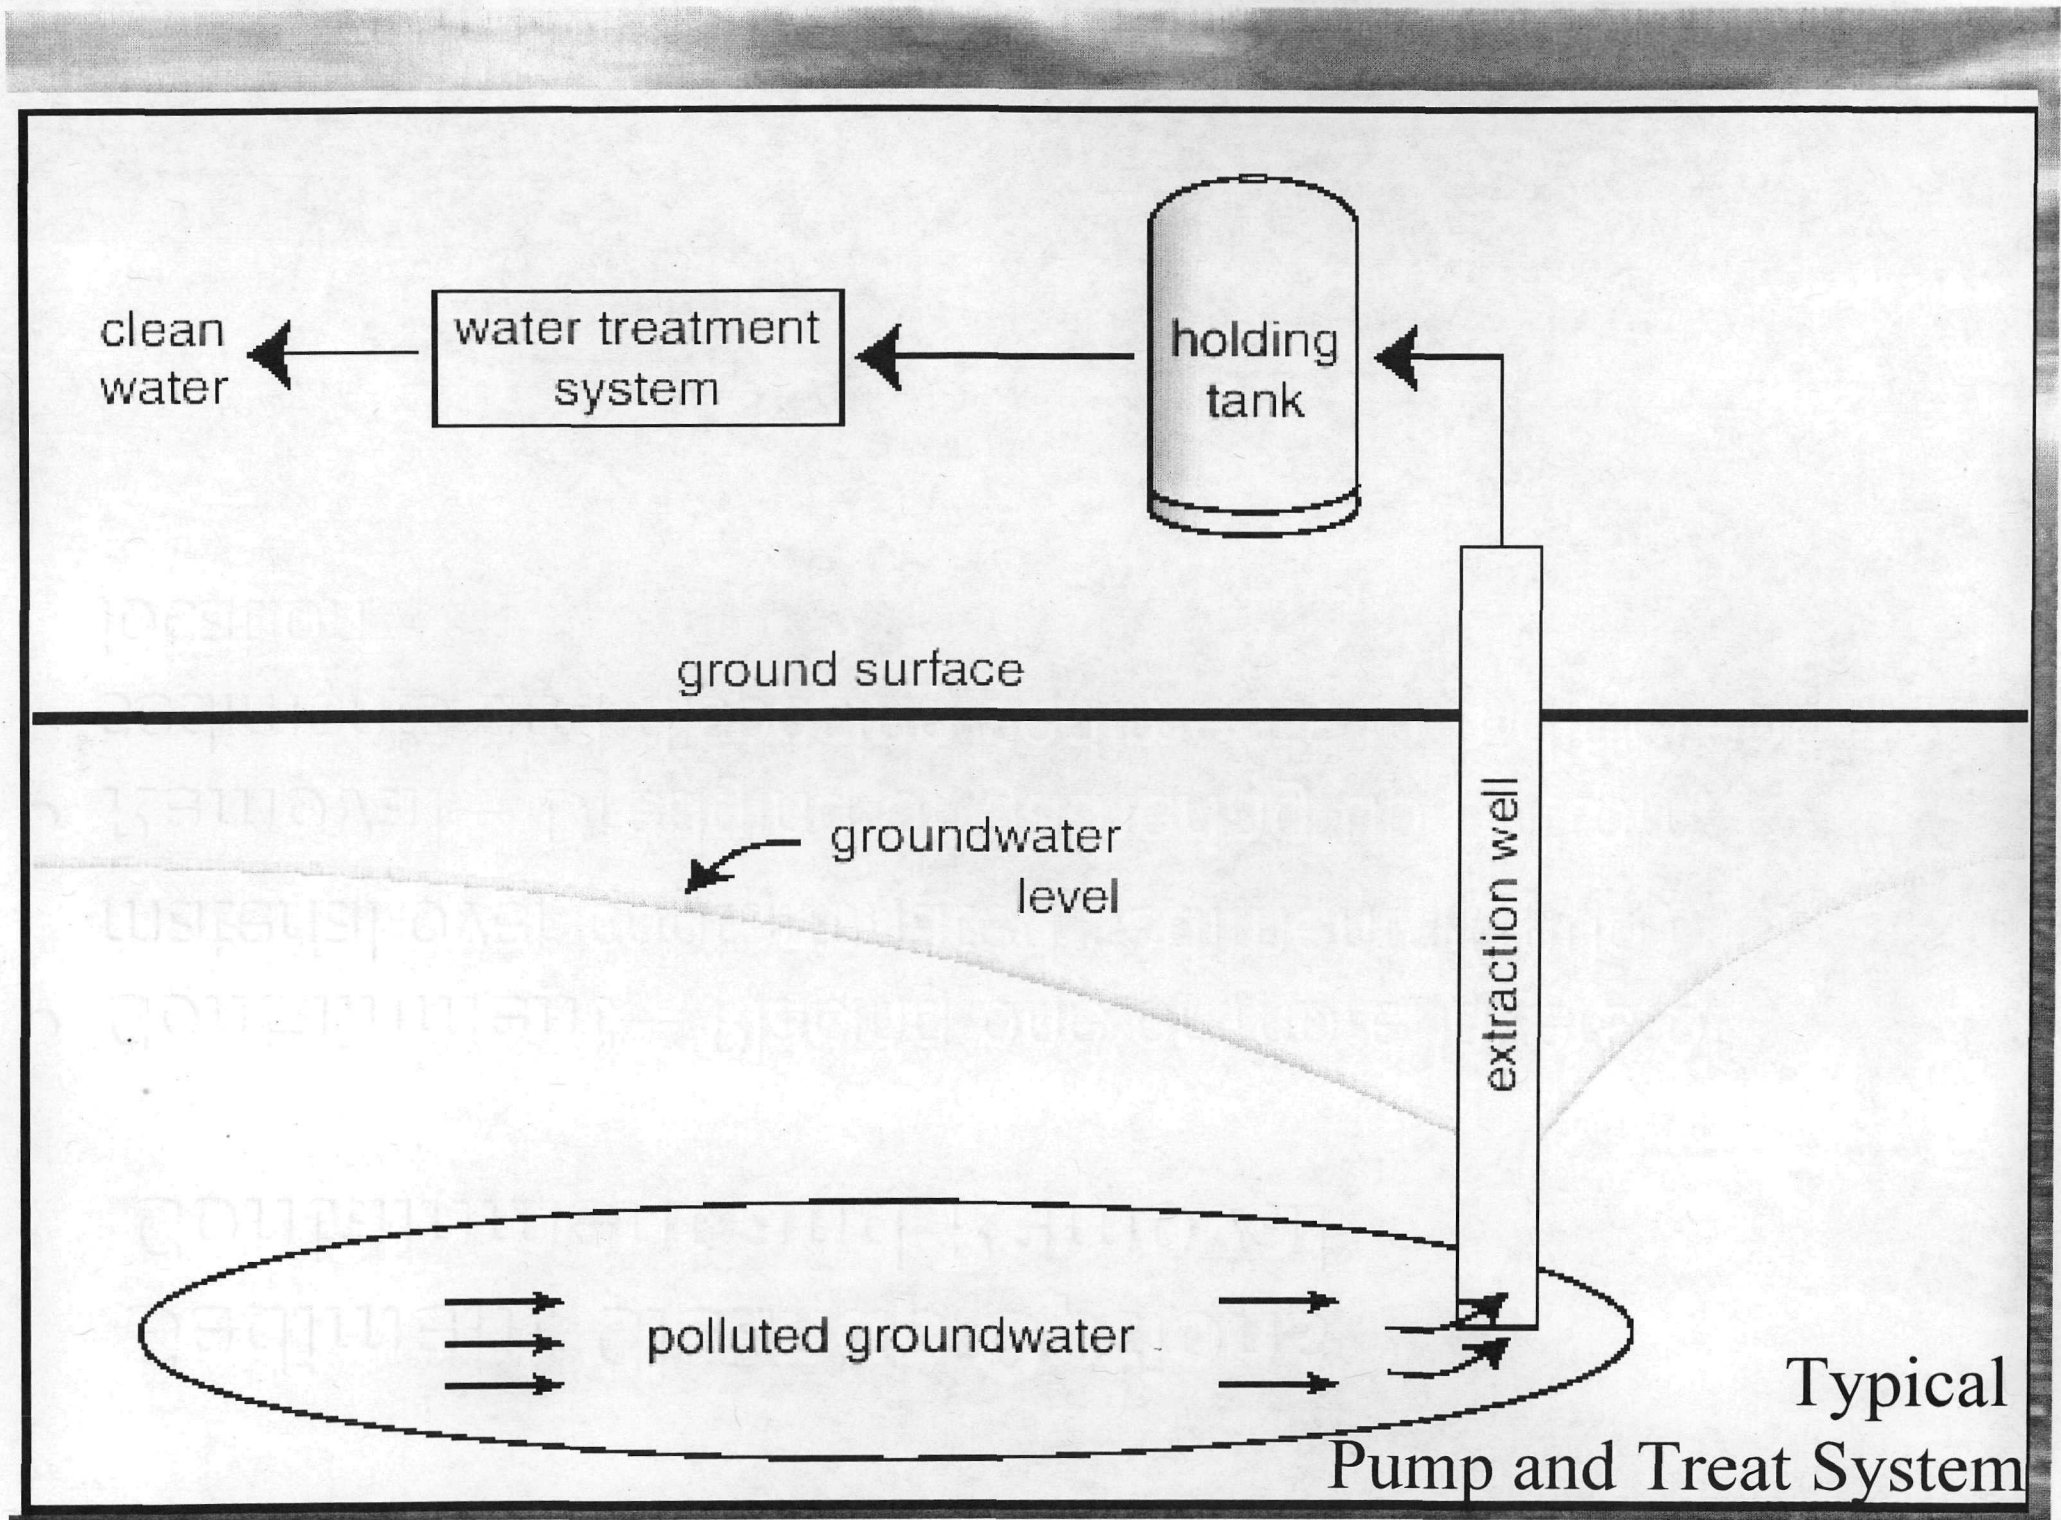 clean
water
water treatment
system
holding
tank
ground surface
groundwater
level
extraction well
polluted groundwater
Typical
Pump and Treat System